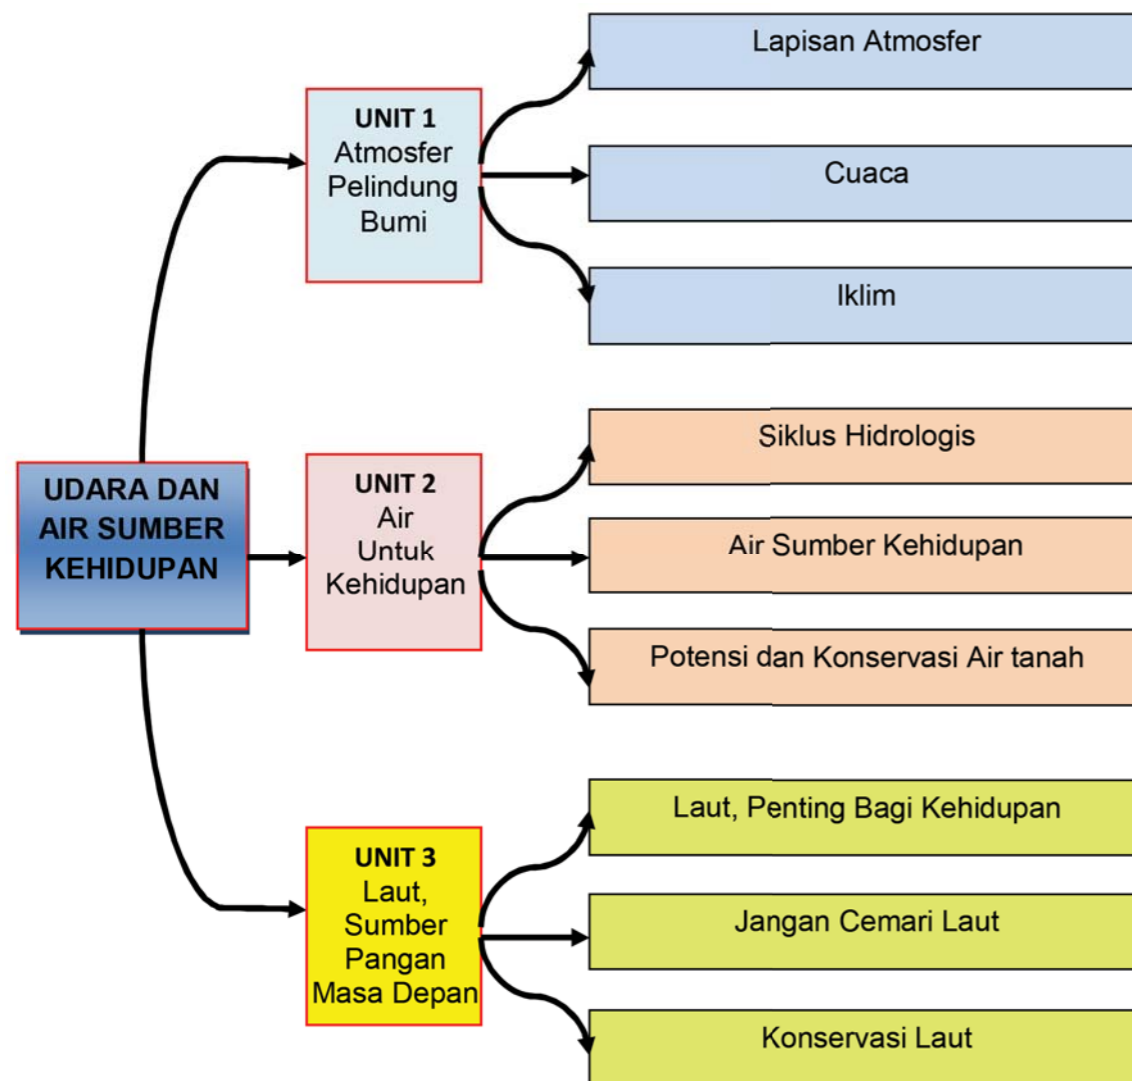 Lapisan Atmosfer
UNIT 1
Atmosfer
Pelindung
Bumi
Cuaca
Iklim
Siklus Hidrologis
UDARA DAN
AIR SUMBER
KEHIDUPAN
UNIT 2
Air
Untuk
Kehidupan
Air Sumber Kehidupan
Potensi dan Konservasi Air tanah
Laut, Penting Bagi Kehidupan
UNIT 3
Laut,
Sumber
Pangan
Masa Depan
Jangan Cemari Laut
Konservasi Laut